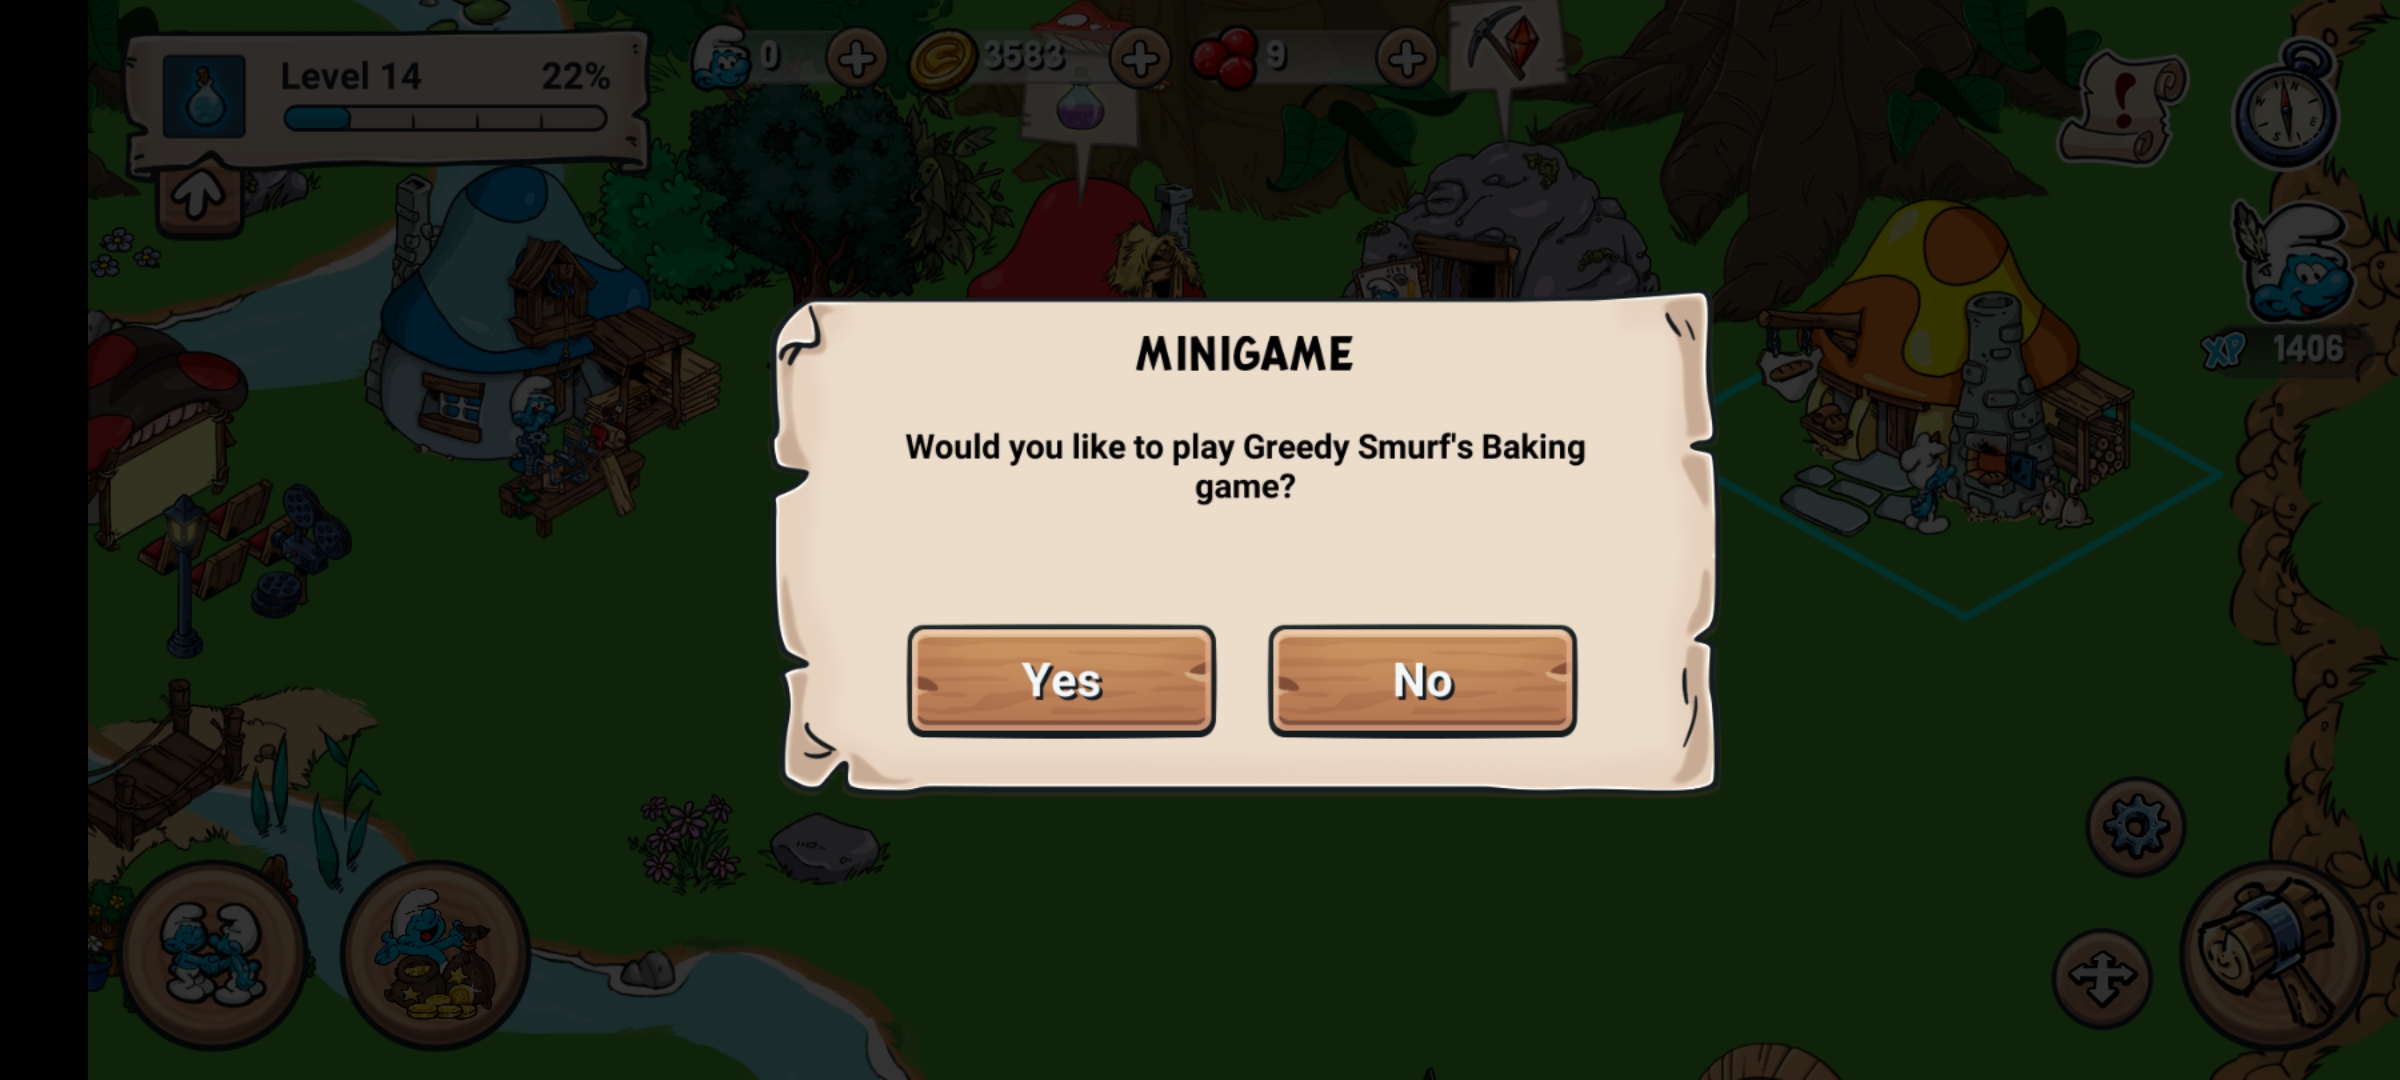 Level 14
22%
0
3583
9
XP 1406
MINIGAME
Would you like to play Greedy Smurf's Baking
game?
Yes
No